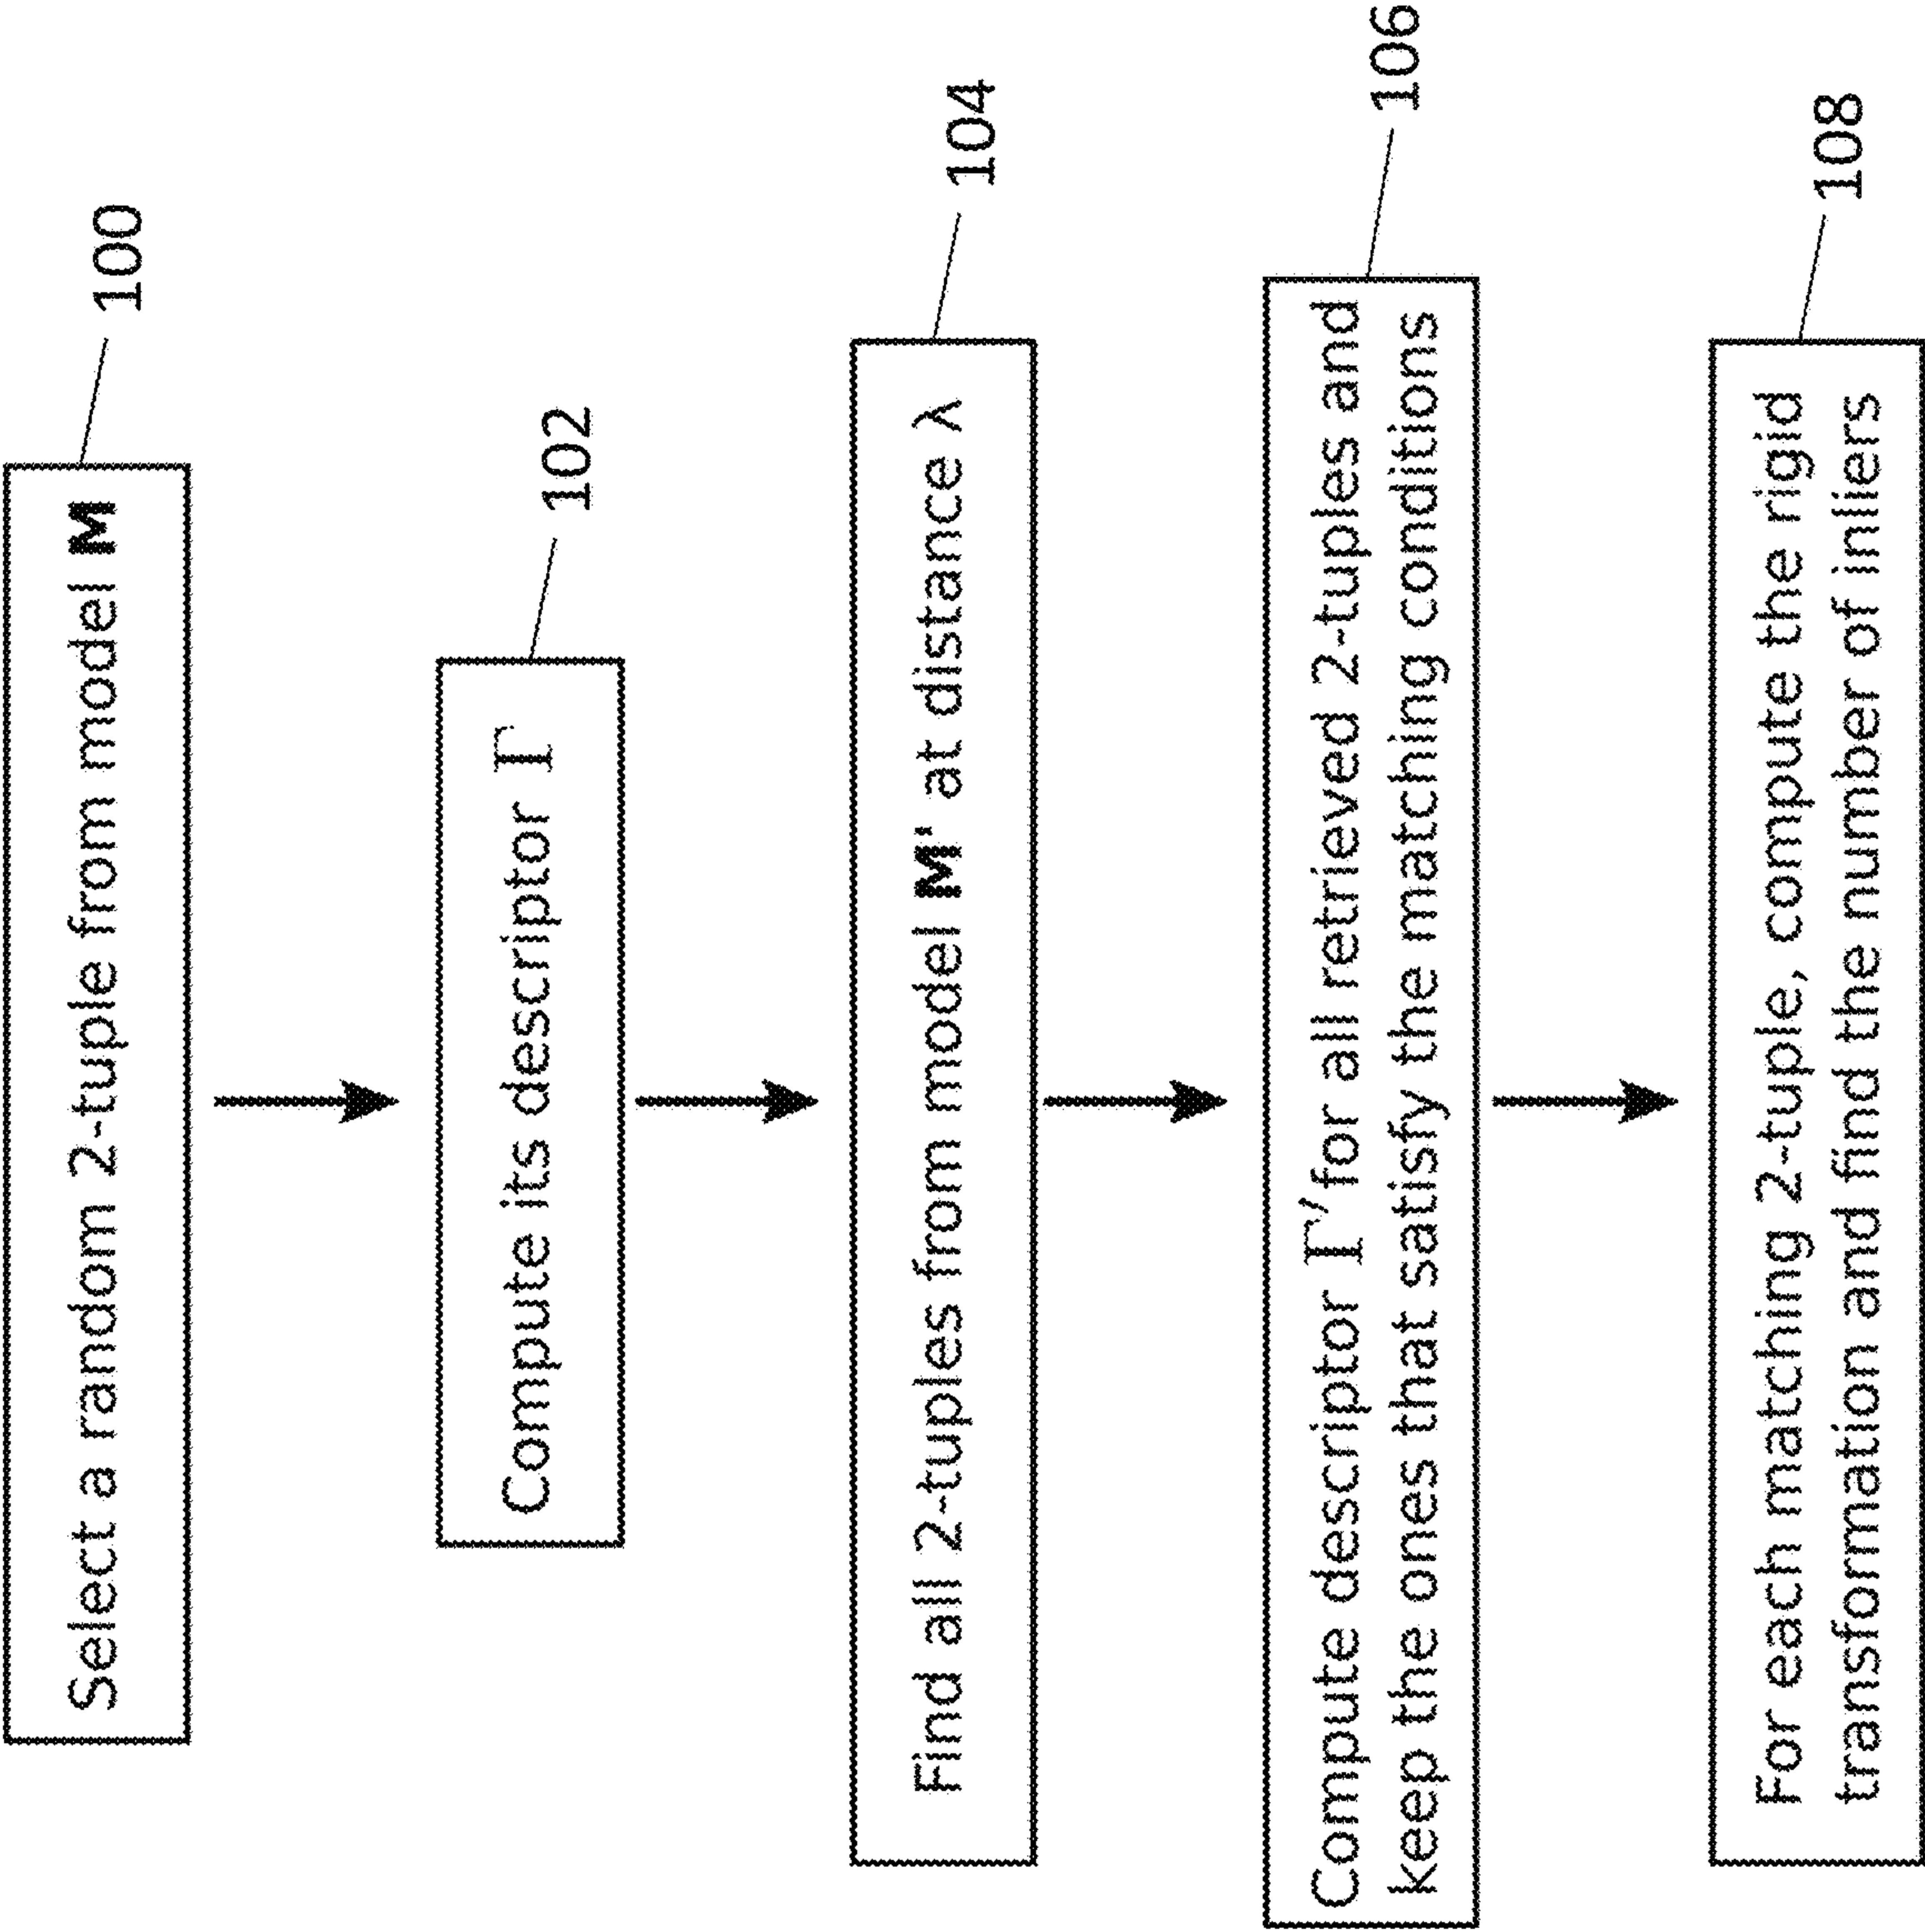 Select a random 2-tuple from model M
100
Compute its descriptor Γ
102
Find all 2-tuples from model M' at distance λ
104
Compute descriptor Γ′for all retrieved 2-tuples and
keep the ones that satisfy the matching conditions
106
For each matching 2-tuple, compute the rigid
transformation and find the number of inliers
108